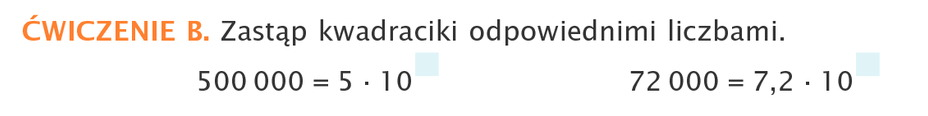 ĆWICZENIE B. Zastąp kwadraciki odpowiednimi liczbami.
500 000 = 5 · 10 72 000 = 7,2 · 10